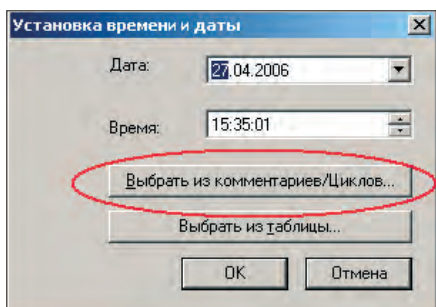 Установка времени и даты
Дата: 27.04.2006
Время: 15:35:01
Выбрать из комментариев/Циклов...
Выбрать из таблицы...
OK Отмена